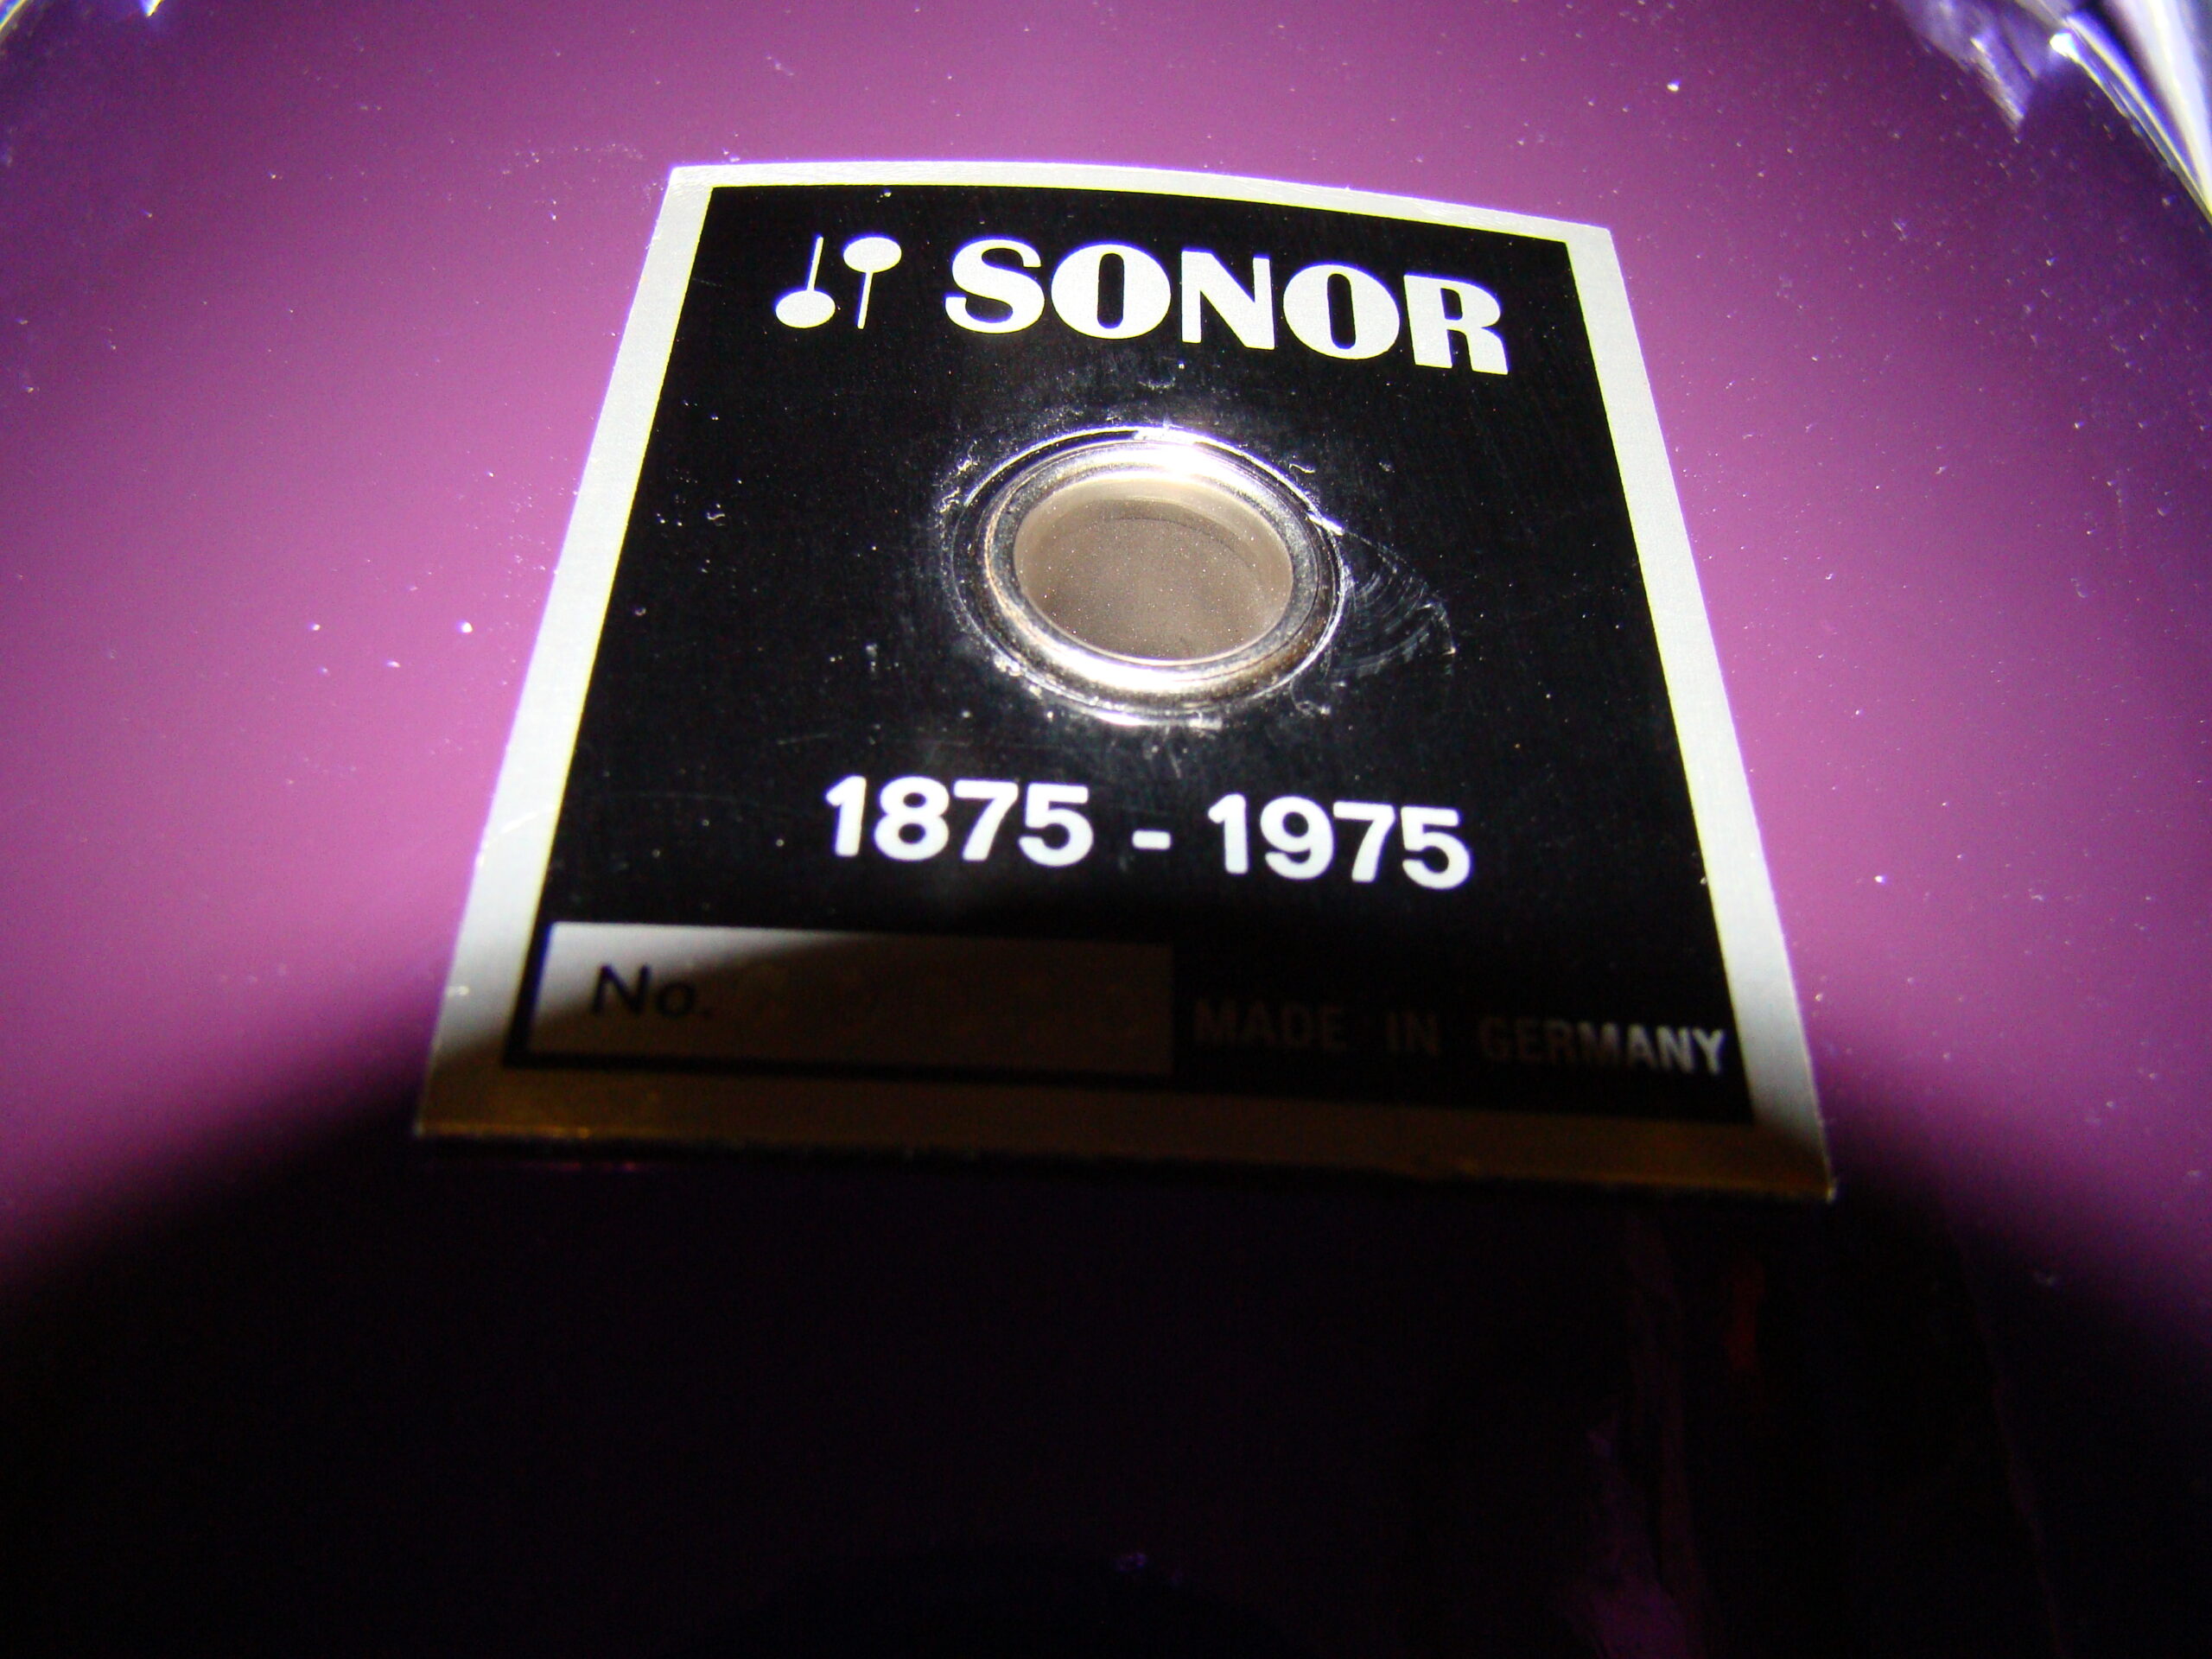 SONOR
1875 - 1975
No.
MADE IN GERMANY